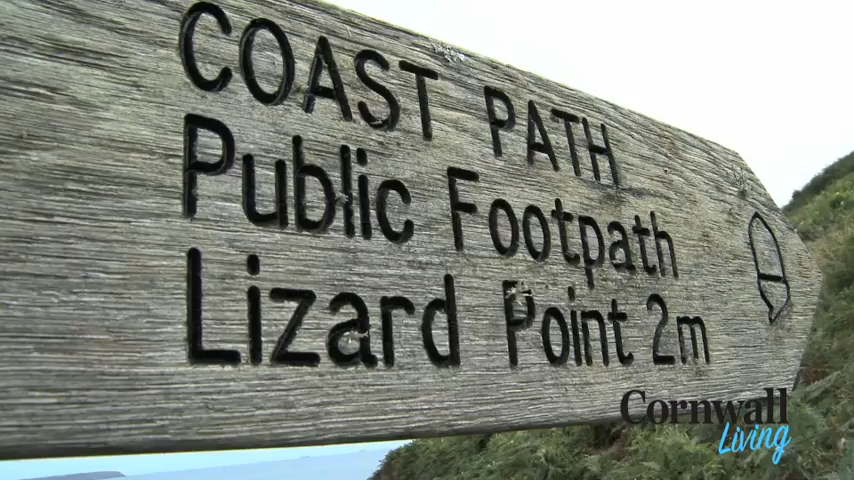 COAST PATH
Public Footpath
Lizard Point 2m
Cornwall
Living